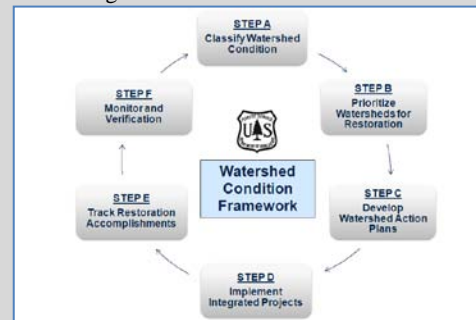 STEP A
Classify Watershed
Condition
STEP B
Prioritize
Watersheds for
Restoration
STEP C
Develop
Watershed Action
Plans
STEP D
Implement
Integrated Projects
STEP E
Track Restoration
Accomplishments
STEP F
Monitor and
Verification
U S
Watershed
Condition
Framework